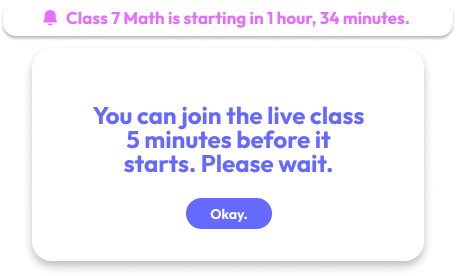 Class 7 Math is starting in 1 hour, 34 minutes.
You can join the live class
5 minutes before it
starts. Please wait.
Okay.